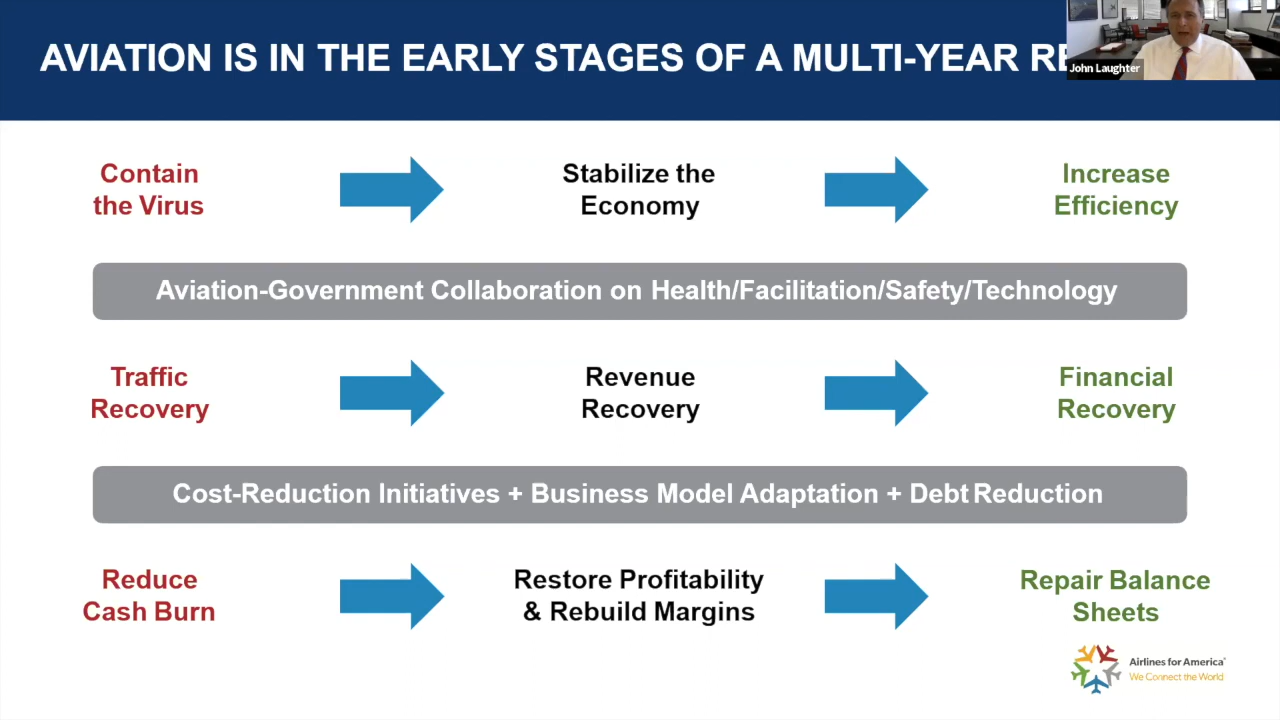 AVIATION IS IN THE EARLY STAGES OF A MULTI-YEAR
John Laughter
Contain
the Virus
Stabilize the
Economy
Increase
Efficiency
Aviation-Government Collaboration on Health/Facilitation/Safety/Technology
Traffic
Recovery
Revenue
Recovery
Financial
Recovery
Cost-Reduction Initiatives + Business Model Adaptation + Debt Reduction
Reduce
Cash Burn
Restore Profitability
& Rebuild Margins
Repair Balance
Sheets
Airlines for America
We Connect the World